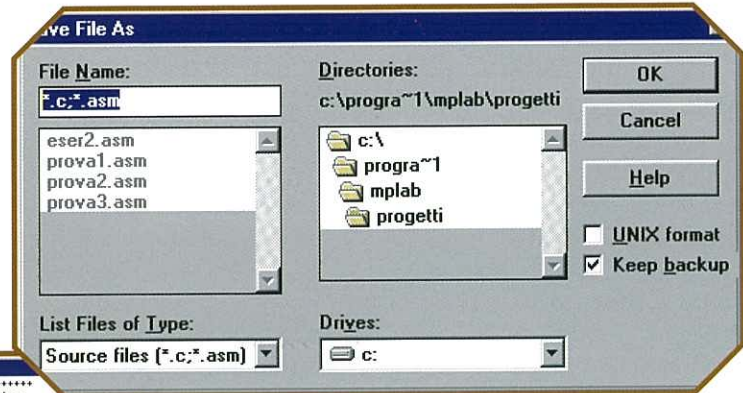 ve File As
File Name:
*.c;*.asm
eser2.asm
prova1.asm
prova2.asm
prova3.asm
List Files of Type:
Source files (*.c;*.asm)
Directories:
c:\progra~1\mplab\progetti
c:\
progra~1
mplab
progetti
Drives:
c:
OK
Cancel
Help
UNIX format
Keep backup
++++++